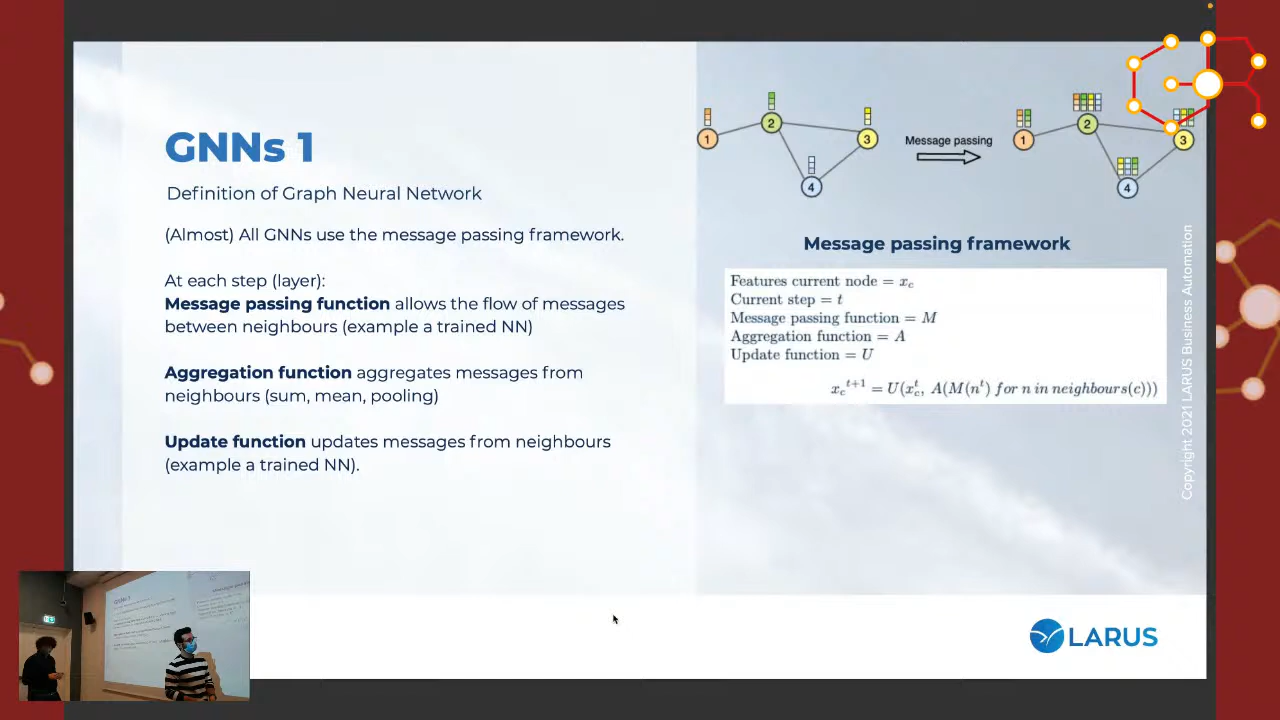 GNNs 1
Definition of Graph Neural Network
(Almost) All GNNs use the message passing framework.
At each step (layer):
Message passing function allows the flow of messages
between neighbours (example a trained NN)
Aggregation function aggregates messages from
neighbours (sum, mean, pooling)
Update function updates messages from neighbours
(example a trained NN).
1
2
3
4
Message passing
1
2
3
4
Message passing framework
Features current node = x_c
Current step = t
Message passing function = M
Aggregation function = A
Update function = U
x_c^{t+1} = U(x_c^t, A(M(n^t) for n in neighbours(c)))
Copyright 2021 LARUS Business Automation
LARUS
GNNs 1